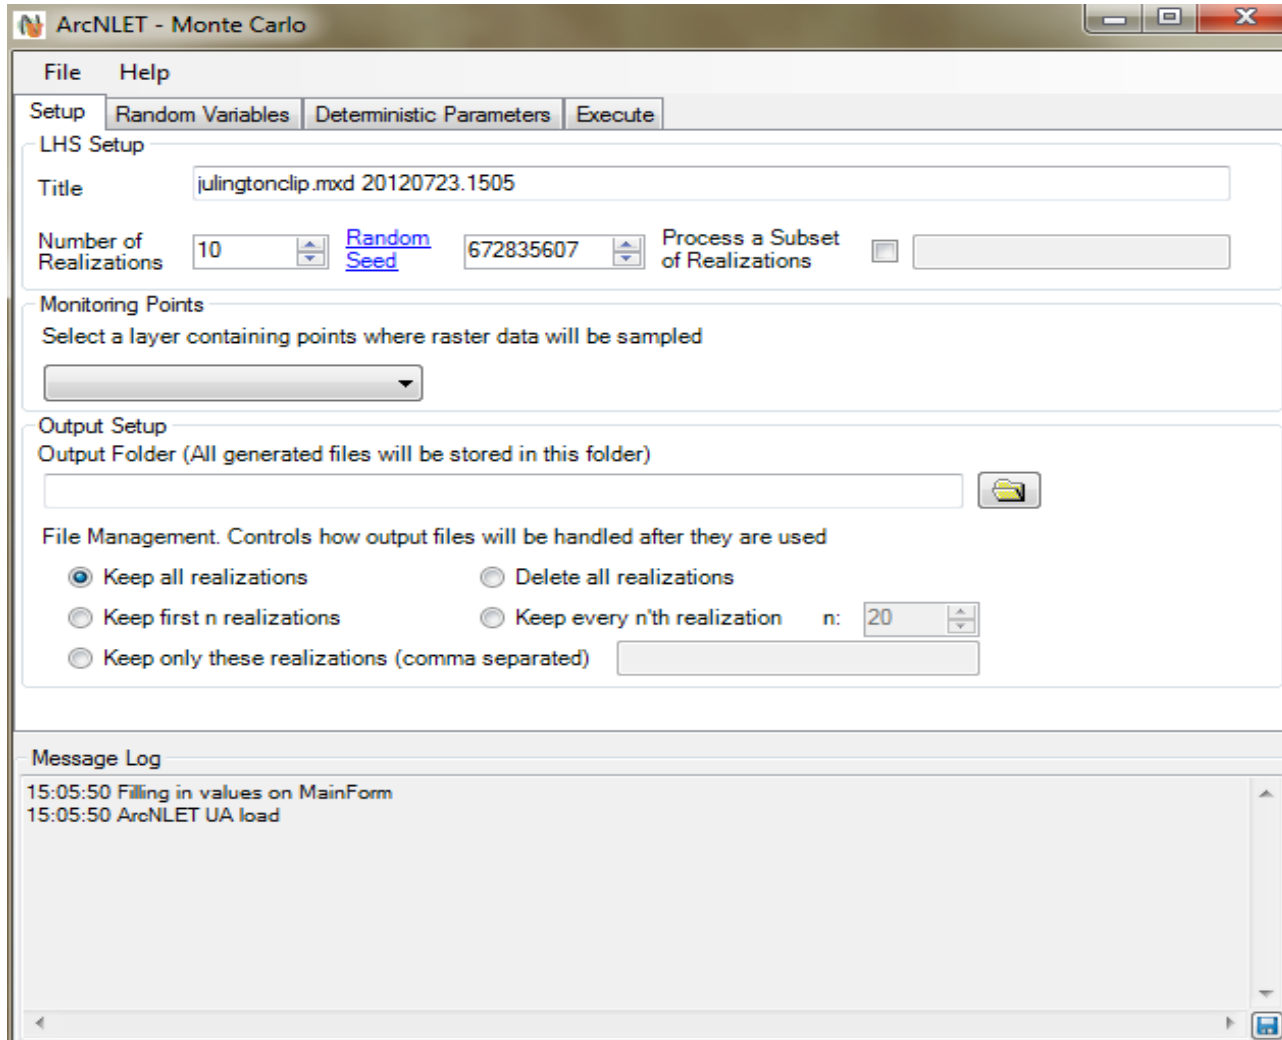 ArcNLET - Monte Carlo
File Help
Setup Random Variables Deterministic Parameters Execute
LHS Setup
Title julingtonclip.mxd 20120723.1505
Number of Realizations 10 Random Seed 672835607 Process a Subset of Realizations
Monitoring Points
Select a layer containing points where raster data will be sampled
Output Setup
Output Folder (All generated files will be stored in this folder)
File Management. Controls how output files will be handled after they are used
Keep all realizations Delete all realizations
Keep first n realizations Keep every n'th realization n: 20
Keep only these realizations (comma separated)
Message Log
15:05:50 Filling in values on MainForm
15:05:50 ArcNLET UA load